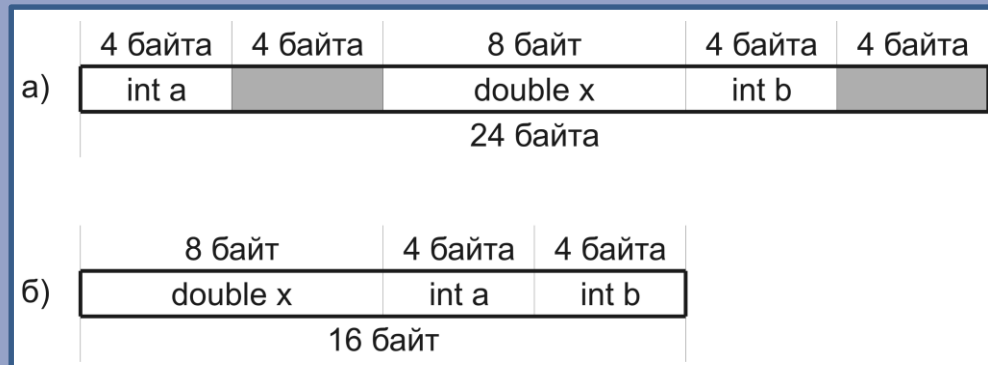 4 байта 4 байта 8 байт 4 байта 4 байта
а) int a double x int b
24 байта
8 байт 4 байта 4 байта
б) double x int a int b
16 байт